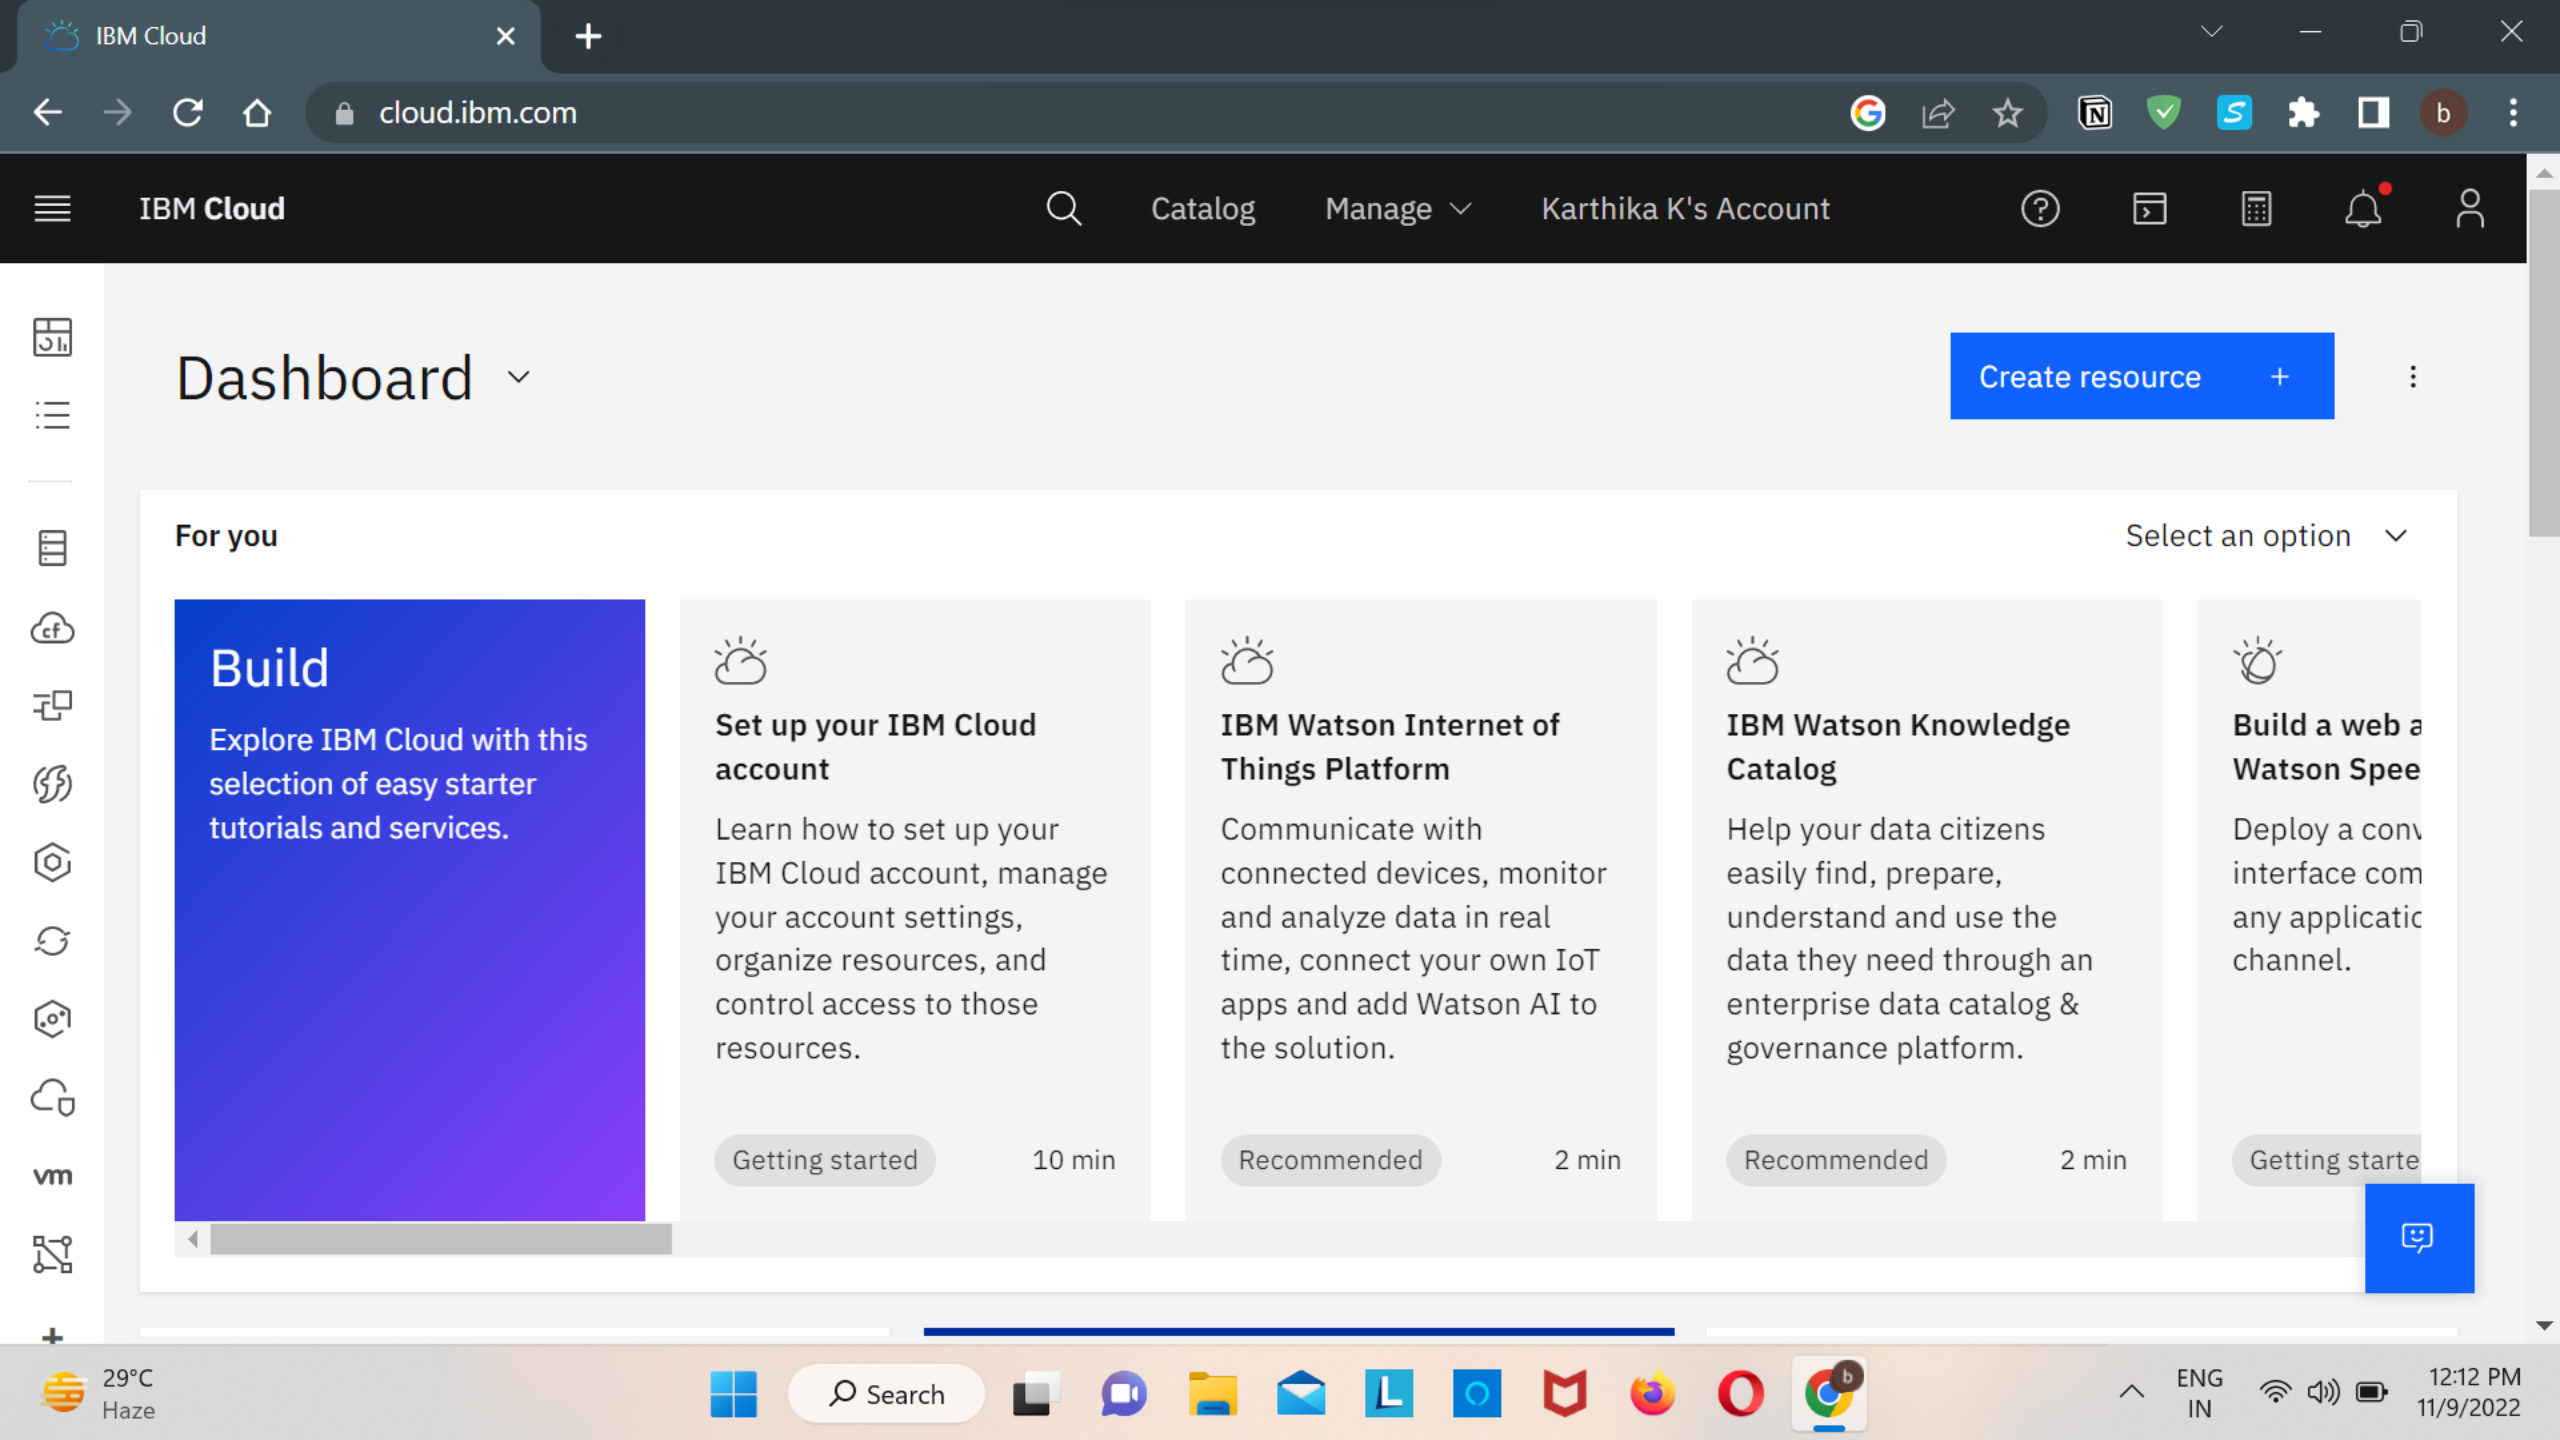 IBM Cloud
cloud.ibm.com
b
IBM Cloud
Catalog
Manage
Karthika K's Account
Dashboard
Create resource +
For you
Select an option
Build
Explore IBM Cloud with this
selection of easy starter
tutorials and services.
Set up your IBM Cloud
account
Learn how to set up your
IBM Cloud account, manage
your account settings,
organize resources, and
control access to those
resources.
Getting started
10 min
IBM Watson Internet of
Things Platform
Communicate with
connected devices, monitor
and analyze data in real
time, connect your own IoT
apps and add Watson AI to
the solution.
Recommended
2 min
IBM Watson Knowledge
Catalog
Help your data citizens
easily find, prepare,
understand and use the
data they need through an
enterprise data catalog &
governance platform.
Recommended
2 min
Build a web a
Watson Spee
Deploy a conv
interface com
any applicatic
channel.
Getting starte
cf
vm
29°C
Haze
Search
b
ENG
IN
12:12 PM
11/9/2022